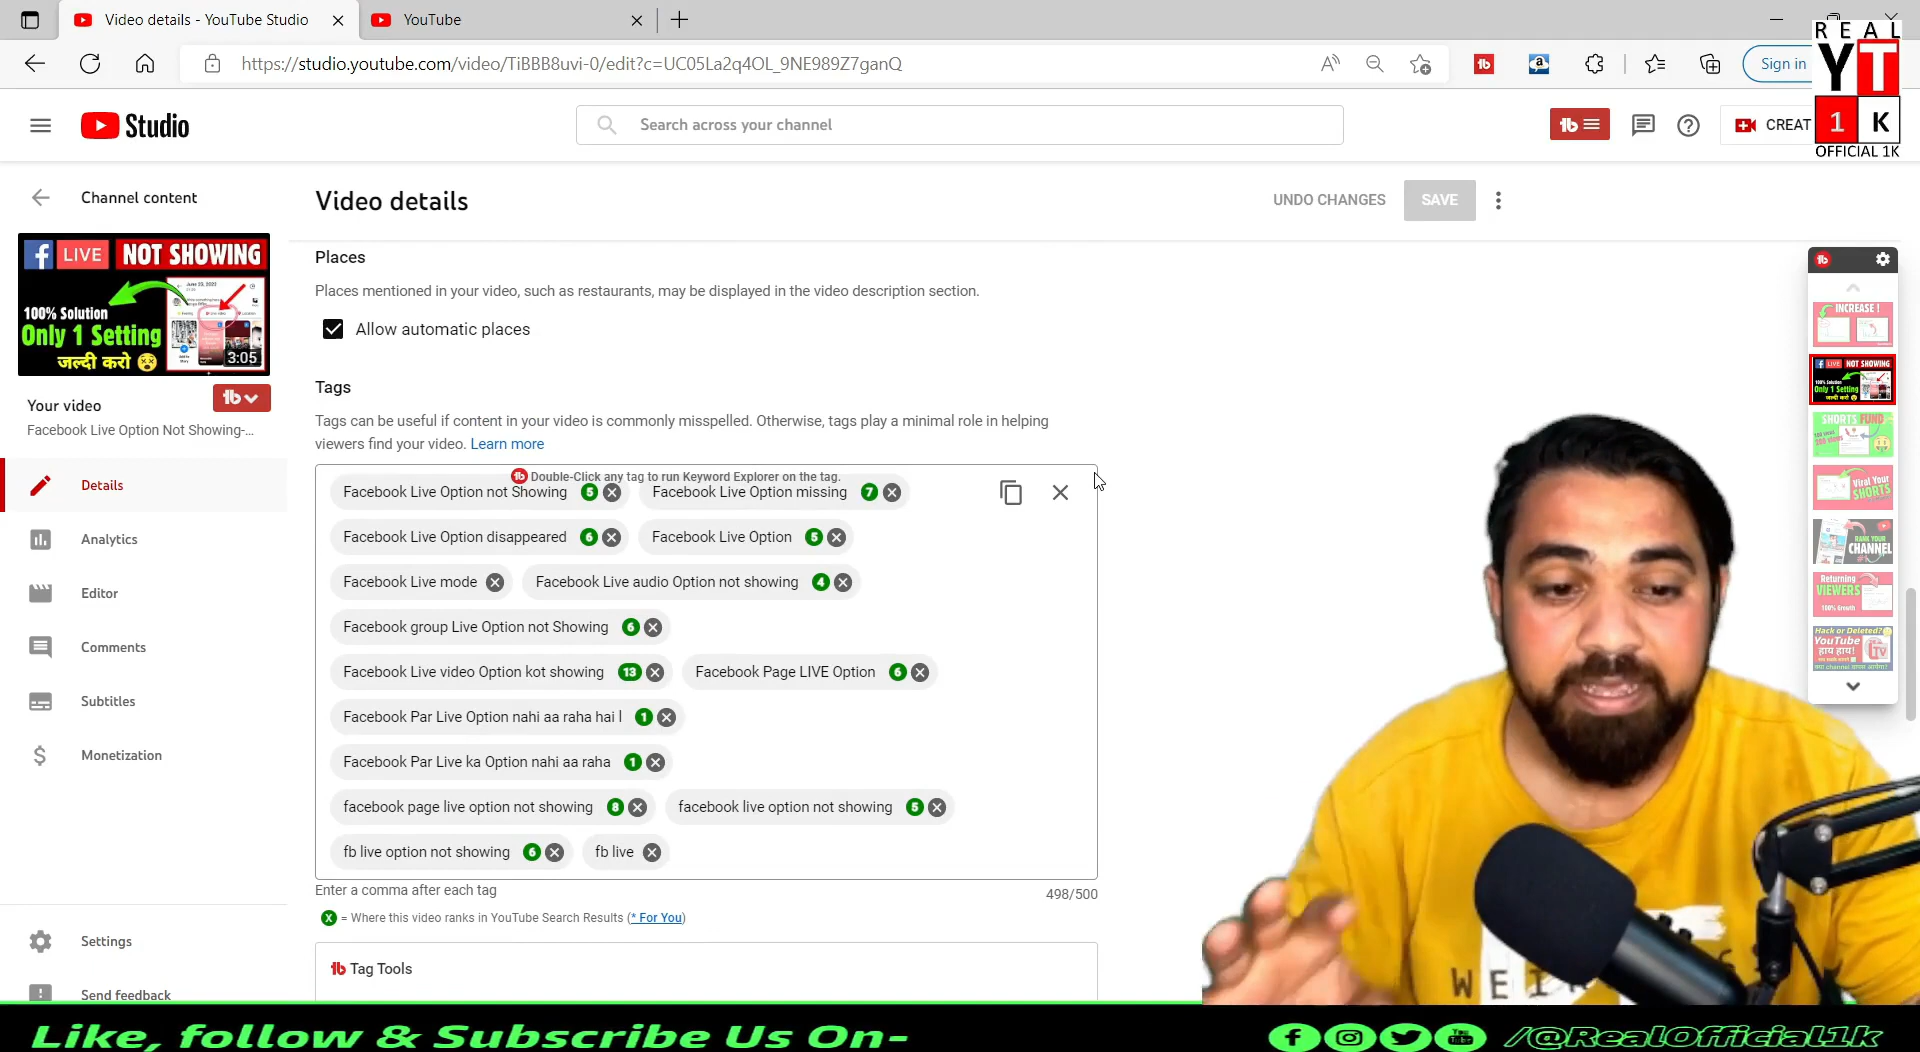 Video details - YouTube Studio
YouTube
https://studio.youtube.com/video/TiBBB8uvi-0/edit?c=UC05La2q4OL_9NE989Z7ganQ
Sign in
REAL
YT
1 K
OFFICIAL 1K
Studio
Search across your channel
CREAT
Channel content
Video details
UNDO CHANGES
SAVE
LIVE NOT SHOWING
100% Solution
Only 1 Setting
जल्दी करो
3:05
Your video
Facebook Live Option Not Showing-...
Details
Analytics
Editor
Comments
Subtitles
Monetization
Settings
Send feedback
Places
Places mentioned in your video, such as restaurants, may be displayed in the video description section.
Allow automatic places
Tags
Tags can be useful if content in your video is commonly misspelled. Otherwise, tags play a minimal role in helping
viewers find your video. Learn more
Double-Click any tag to run Keyword Explorer on the tag.
Facebook Live Option not Showing 5 Facebook Live Option missing 7
Facebook Live Option disappeared 6 Facebook Live Option 5
Facebook Live mode Facebook Live audio Option not showing 4
Facebook group Live Option not Showing 6
Facebook Live video Option kot showing 13 Facebook Page LIVE Option 6
Facebook Par Live Option nahi aa raha hai l 1
Facebook Par Live ka Option nahi aa raha 1
facebook page live option not showing 8 facebook live option not showing 5
fb live option not showing 6 fb live
Enter a comma after each tag
498/500
X = Where this video ranks in YouTube Search Results (* For You)
Tag Tools
INCREASE !
LIVE NOT SHOWING
Only 1 Setting
SHORTS FUND
Viral Your
SHORTS
RANK YOUR
CHANNEL
Returning
VIEWERS
100% Growth
Hack or Deleted?
YouTube
हाय हाय!
Like, follow & Subscribe Us On-
/@RealOfficial1k